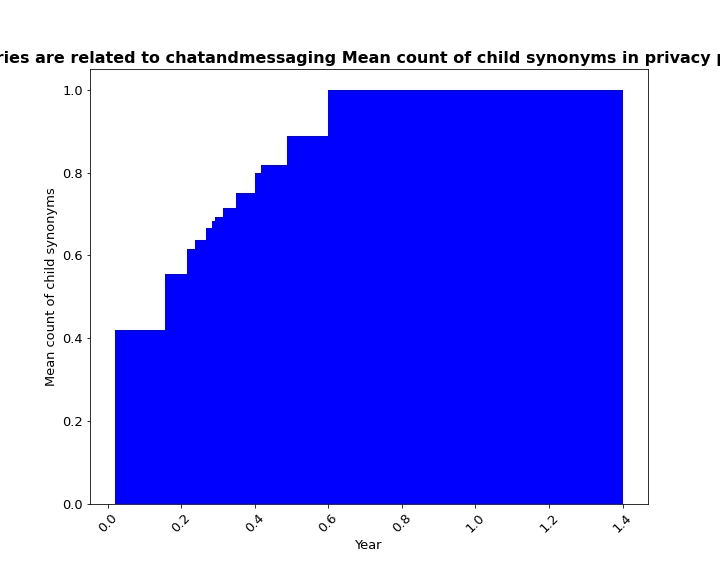 are related to chatandmessaging Mean count of child synonyms in privacy
1.0
0.8
0.6
0.4
0.2
0.0
Mean count of child synonyms
0.0 0.2 0.4 0.6 0.8 1.0 1.2 1.4
Year